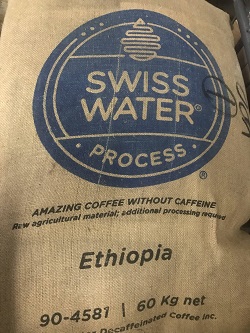 SWISS
WATER®
· PROCESS ·
®
AMAZING COFFEE WITHOUT CAFFEINE
Raw agricultural material; additional processing required
Ethiopia
90-4581 | 60 Kg net
Decaffeinated Coffee Inc.